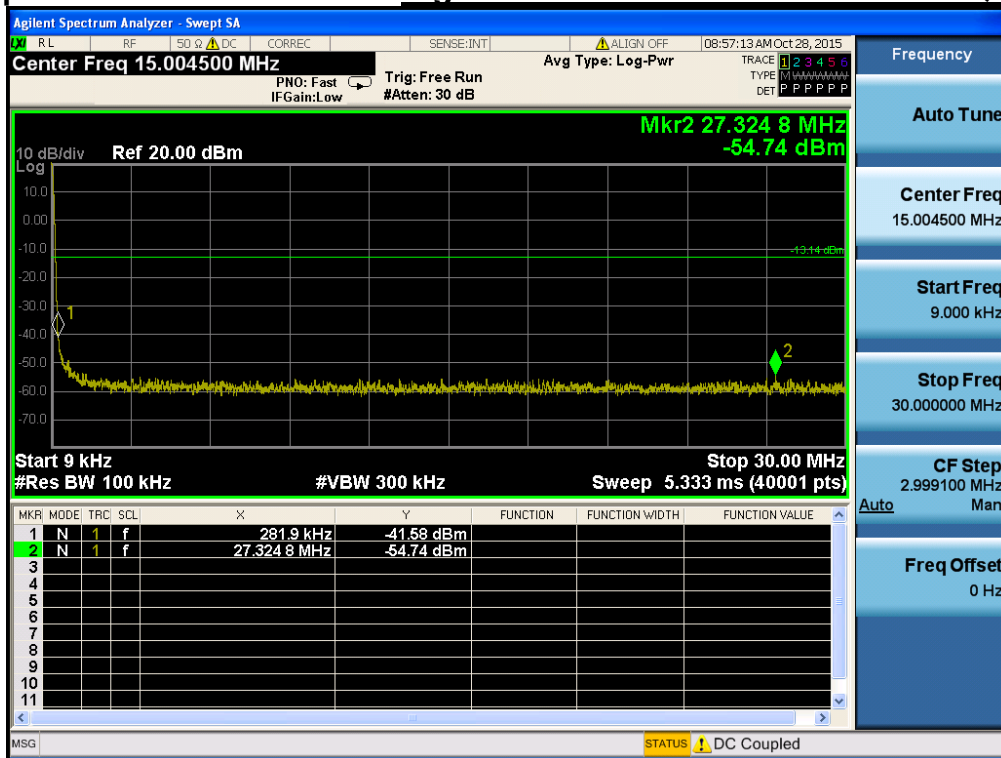 Agilent Spectrum Analyzer - Swept SA
LXI RL RF 50 Ω DC CORREC SENSE:INT ALIGN OFF 08:57:13 AM Oct 28, 2015
Center Freq 15.004500 MHz
PNO: Fast
IFGain:Low
Trig: Free Run
#Atten: 30 dB
Avg Type: Log-Pwr
TRACE 1 2 3 4 5 6
TYPE M W W W W W
DET P P P P P P
Mkr2 27.324 8 MHz
-54.74 dBm
10 dB/div Ref 20.00 dBm
Log
10.0
0.00
-10.0
-13.14 dBm
-20.0
-30.0
1
-40.0
2
-50.0
-60.0
-70.0
Start 9 kHz Stop 30.00 MHz
#Res BW 100 kHz #VBW 300 kHz Sweep 5.333 ms (40001 pts)
MKR MODE TRC SCL X Y FUNCTION FUNCTION WIDTH FUNCTION VALUE
1 N 1 f 281.9 kHz -41.58 dBm
2 N 1 f 27.324 8 MHz -54.74 dBm
3
4
5
6
7
8
9
10
11
MSG STATUS DC Coupled
Frequency
Auto Tune
Center Freq
15.004500 MHz
Start Freq
9.000 kHz
Stop Freq
30.000000 MHz
CF Step
2.999100 MHz
Auto Man
Freq Offset
0 Hz